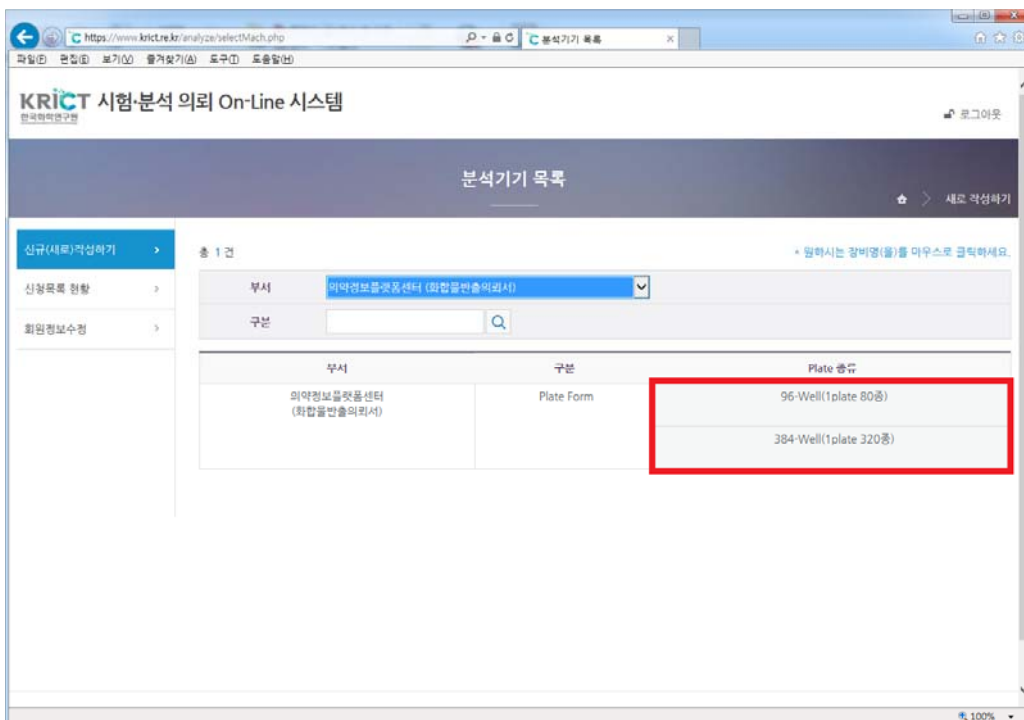 https://www.krict.re.kr/analyze/selectMach.php
분석기기 목록
파일(F) 편집(E) 보기(V) 즐겨찾기(A) 도구(T) 도움말(H)
KRICT 시험·분석 의뢰 On-Line 시스템
한국화학연구원
로그아웃
분석기기 목록
새로 작성하기
신규(새로)작성하기
신청목록 현황
회원정보수정
총 1 건
* 원하시는 장비명(을)를 마우스로 클릭하세요.
부서 의약정보플랫폼센터 (화합물반출의뢰서)
구분
부서 구분 Plate 종류
의약정보플랫폼센터
(화합물반출의뢰서)
Plate Form
96-Well(1plate 80종)
384-Well(1plate 320종)
100%